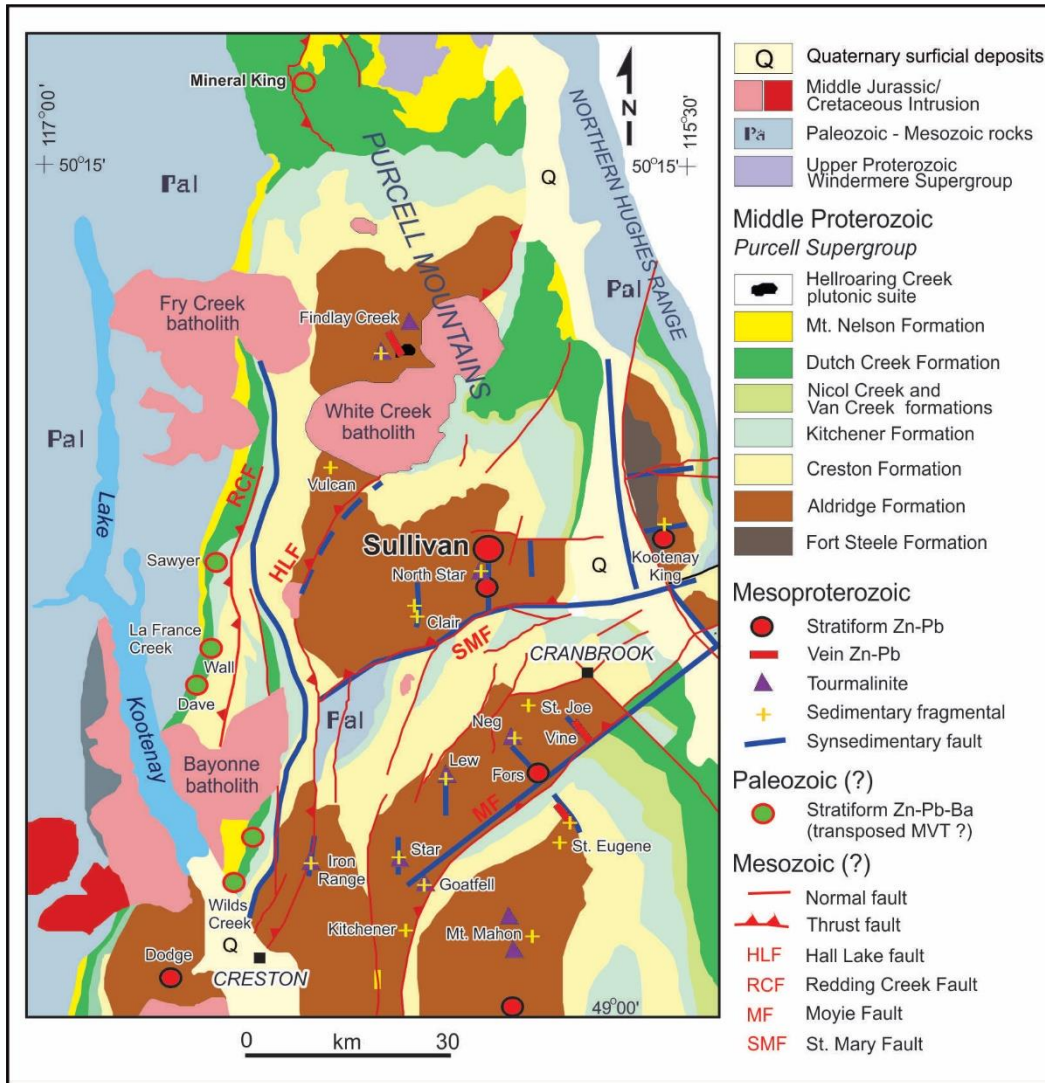 Mineral King
117°00'
50°15'
Pal
PURCELL MOUNTAINS
N
Q
NORTHERN HUGHES RANGE
115°30'
50°15'
Pal
Fry Creek
batholith
Findlay Creek
White Creek
batholith
Pal
Lake
RCF
Vulcan
HLF
Sullivan
North Star
Clair
Q
Kootenay
King
Sawyer
La France
Creek
Wall
Dave
Kootenay
SMF
CRANBROOK
Pal
Neg
St. Joe
Vine
Lew
Fors
MF
Bayonne
batholith
Star
St. Eugene
Iron
Range
Goatfell
Wilds
Creek
Kitchener
Mt. Mahon
Q
Dodge
CRESTON
49°00'
0 km 30
Q Quaternary surficial deposits
Middle Jurassic/
Cretaceous Intrusion
Pa Paleozoic - Mesozoic rocks
Upper Proterozoic
Windermere Supergroup
Middle Proterozoic
Purcell Supergroup
Hellroaring Creek
plutonic suite
Mt. Nelson Formation
Dutch Creek Formation
Nicol Creek and
Van Creek formations
Kitchener Formation
Creston Formation
Aldridge Formation
Fort Steele Formation
Mesoproterozoic
Stratiform Zn-Pb
Vein Zn-Pb
Tourmalinite
Sedimentary fragmental
Synsedimentary fault
Paleozoic (?)
Stratiform Zn-Pb-Ba
(transposed MVT ?)
Mesozoic (?)
Normal fault
Thrust fault
HLF Hall Lake fault
RCF Redding Creek Fault
MF Moyie Fault
SMF St. Mary Fault